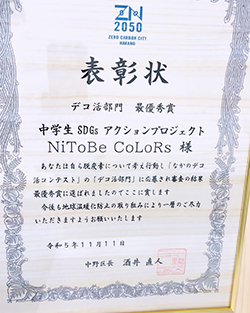 ZN
2050
ZERO CARBON CITY
NAKANO
表彰状
デコ活部門 最優秀賞
中学生 SDGs アクションプロジェクト
NiToBe CoLoRs 様
あなたは自ら脱炭素について考え行動し「なかのデコ
活コンテスト」の「デコ活部門」に応募され審査の結果
最優秀賞に選ばれましたのでここに賞します
今後も地球温暖化防止の取り組みにより一層のご尽力
いただきますようお願いいたします
令和5年11月11日
中野区長 酒井 直人